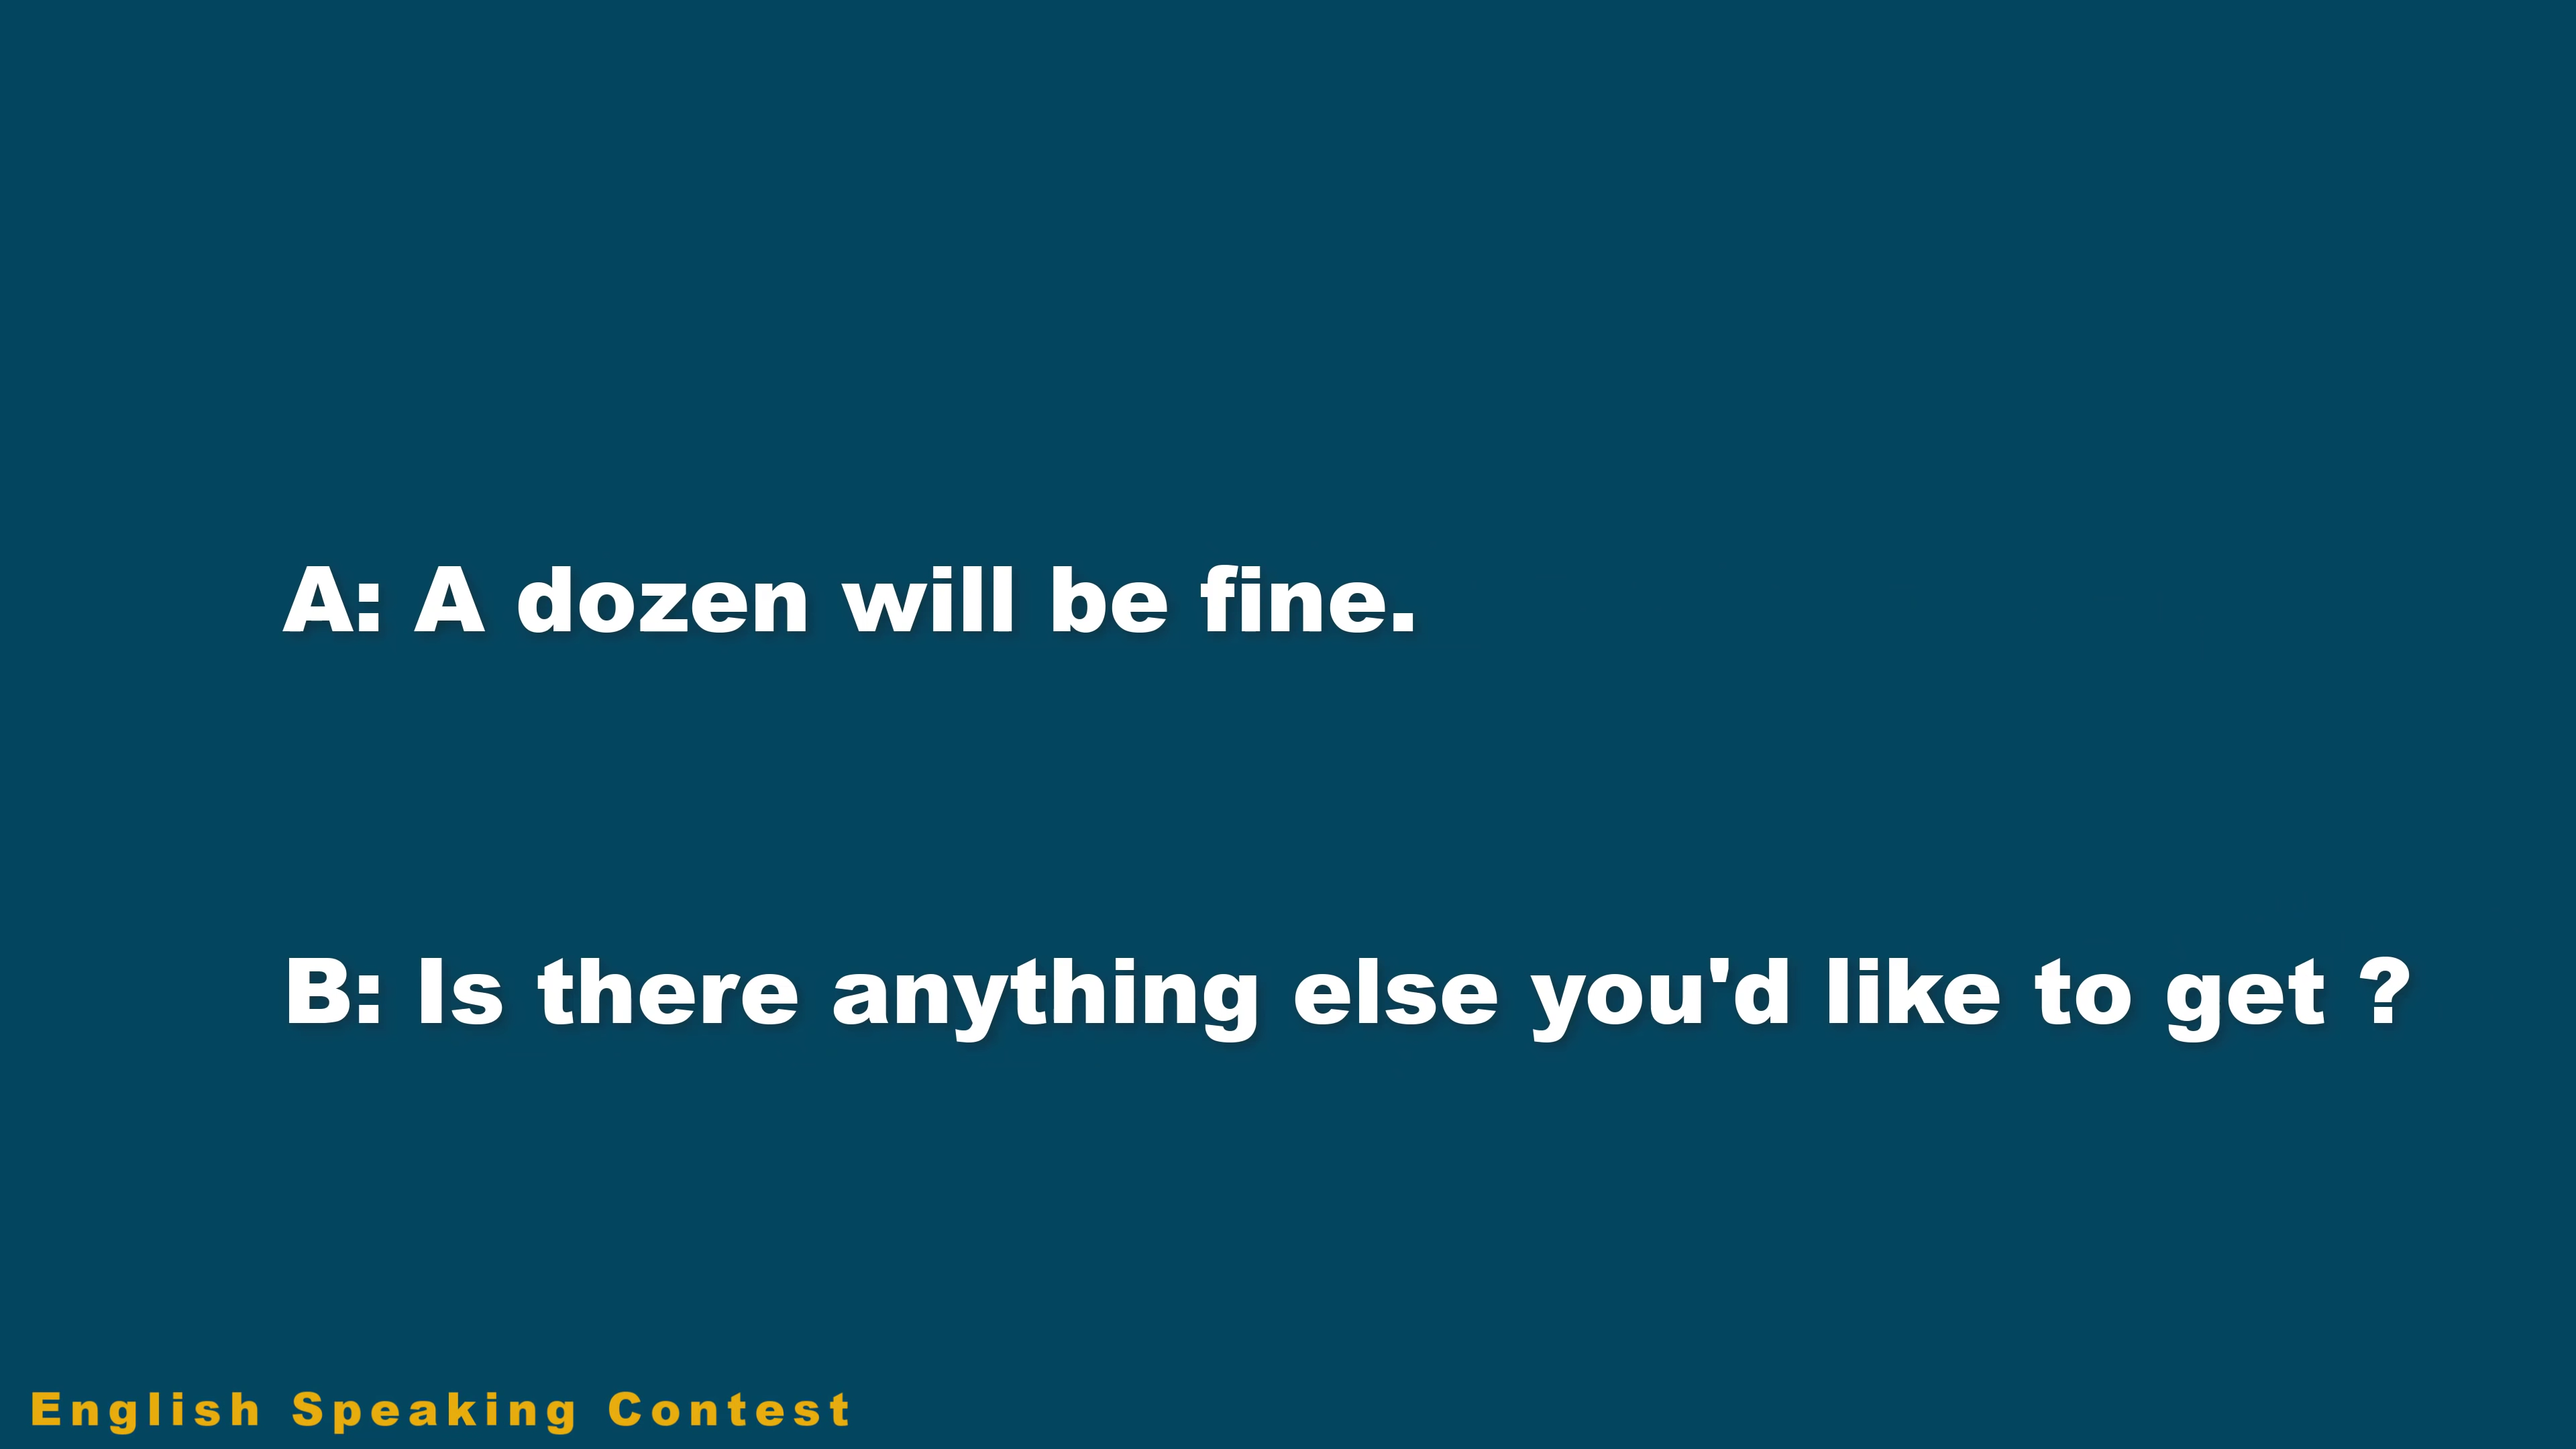 A: A dozen will be fine.
B: Is there anything else you'd like to get ?
English Speaking Contest